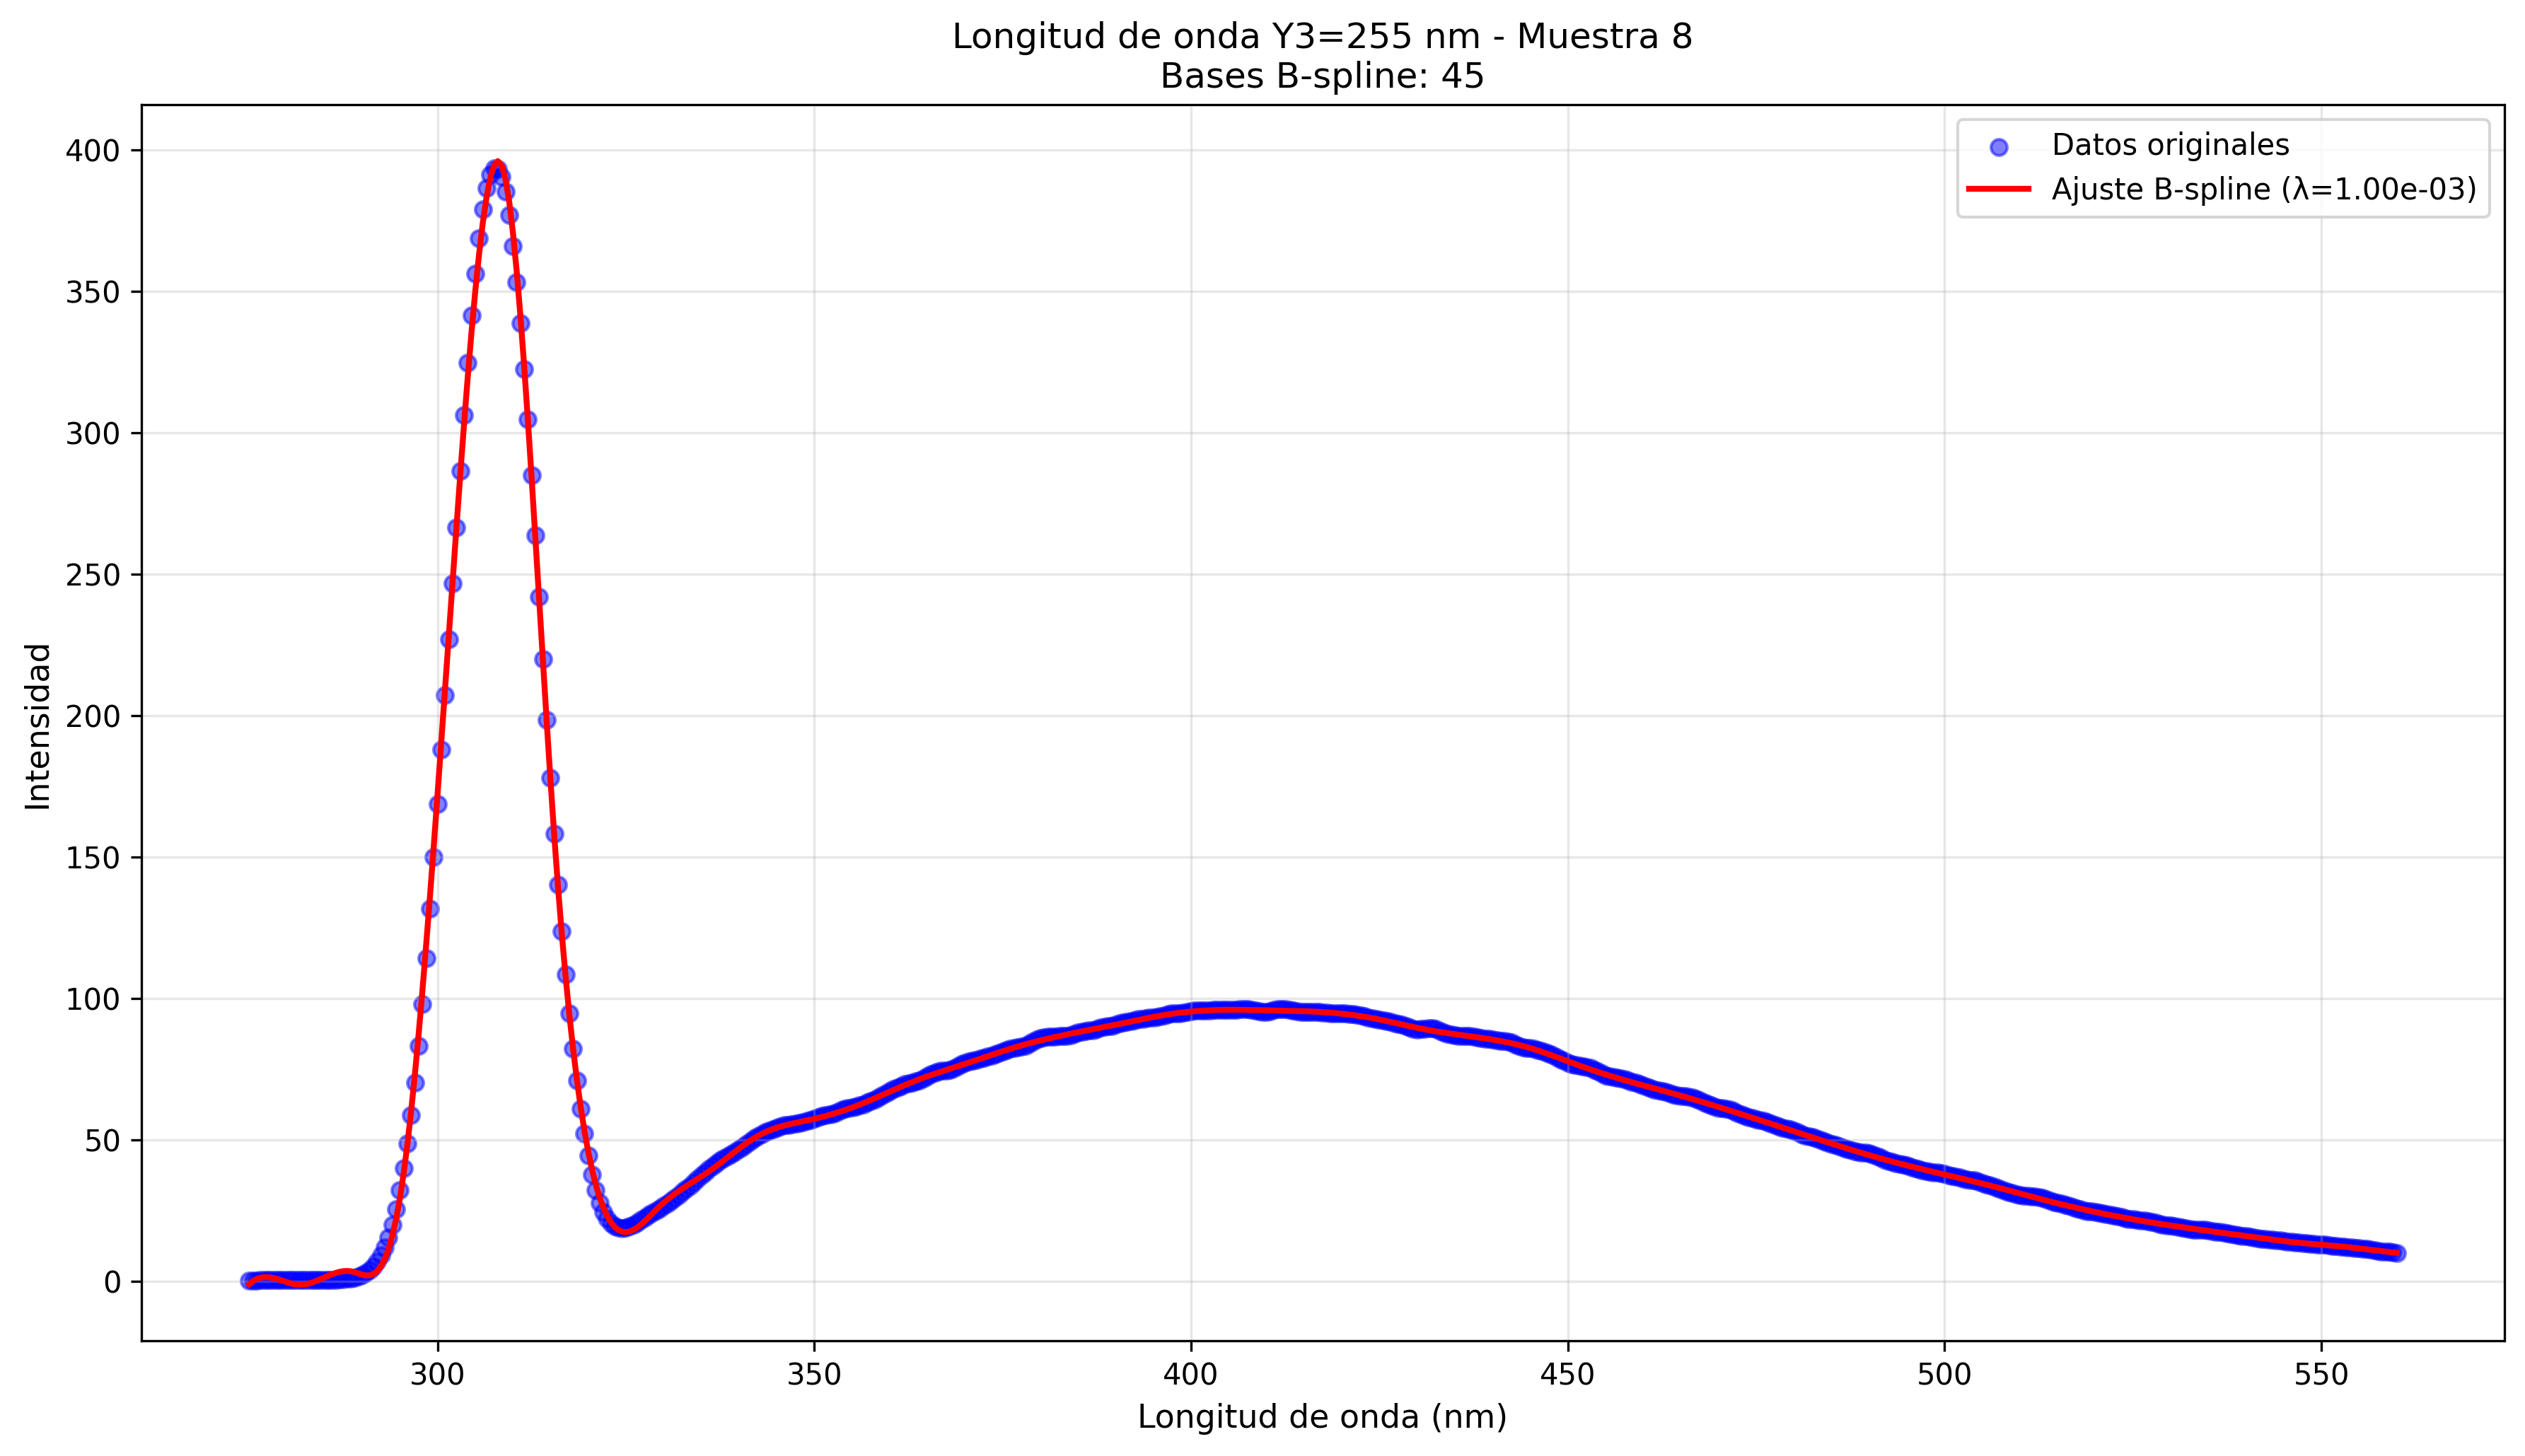 Longitud de onda Y3=255 nm - Muestra 8
Bases B-spline: 45
Datos originales
Ajuste B-spline (λ=1.00e-03)
Intensidad
400
350
300
250
200
150
100
50
0
300 350 400 450 500 550
Longitud de onda (nm)